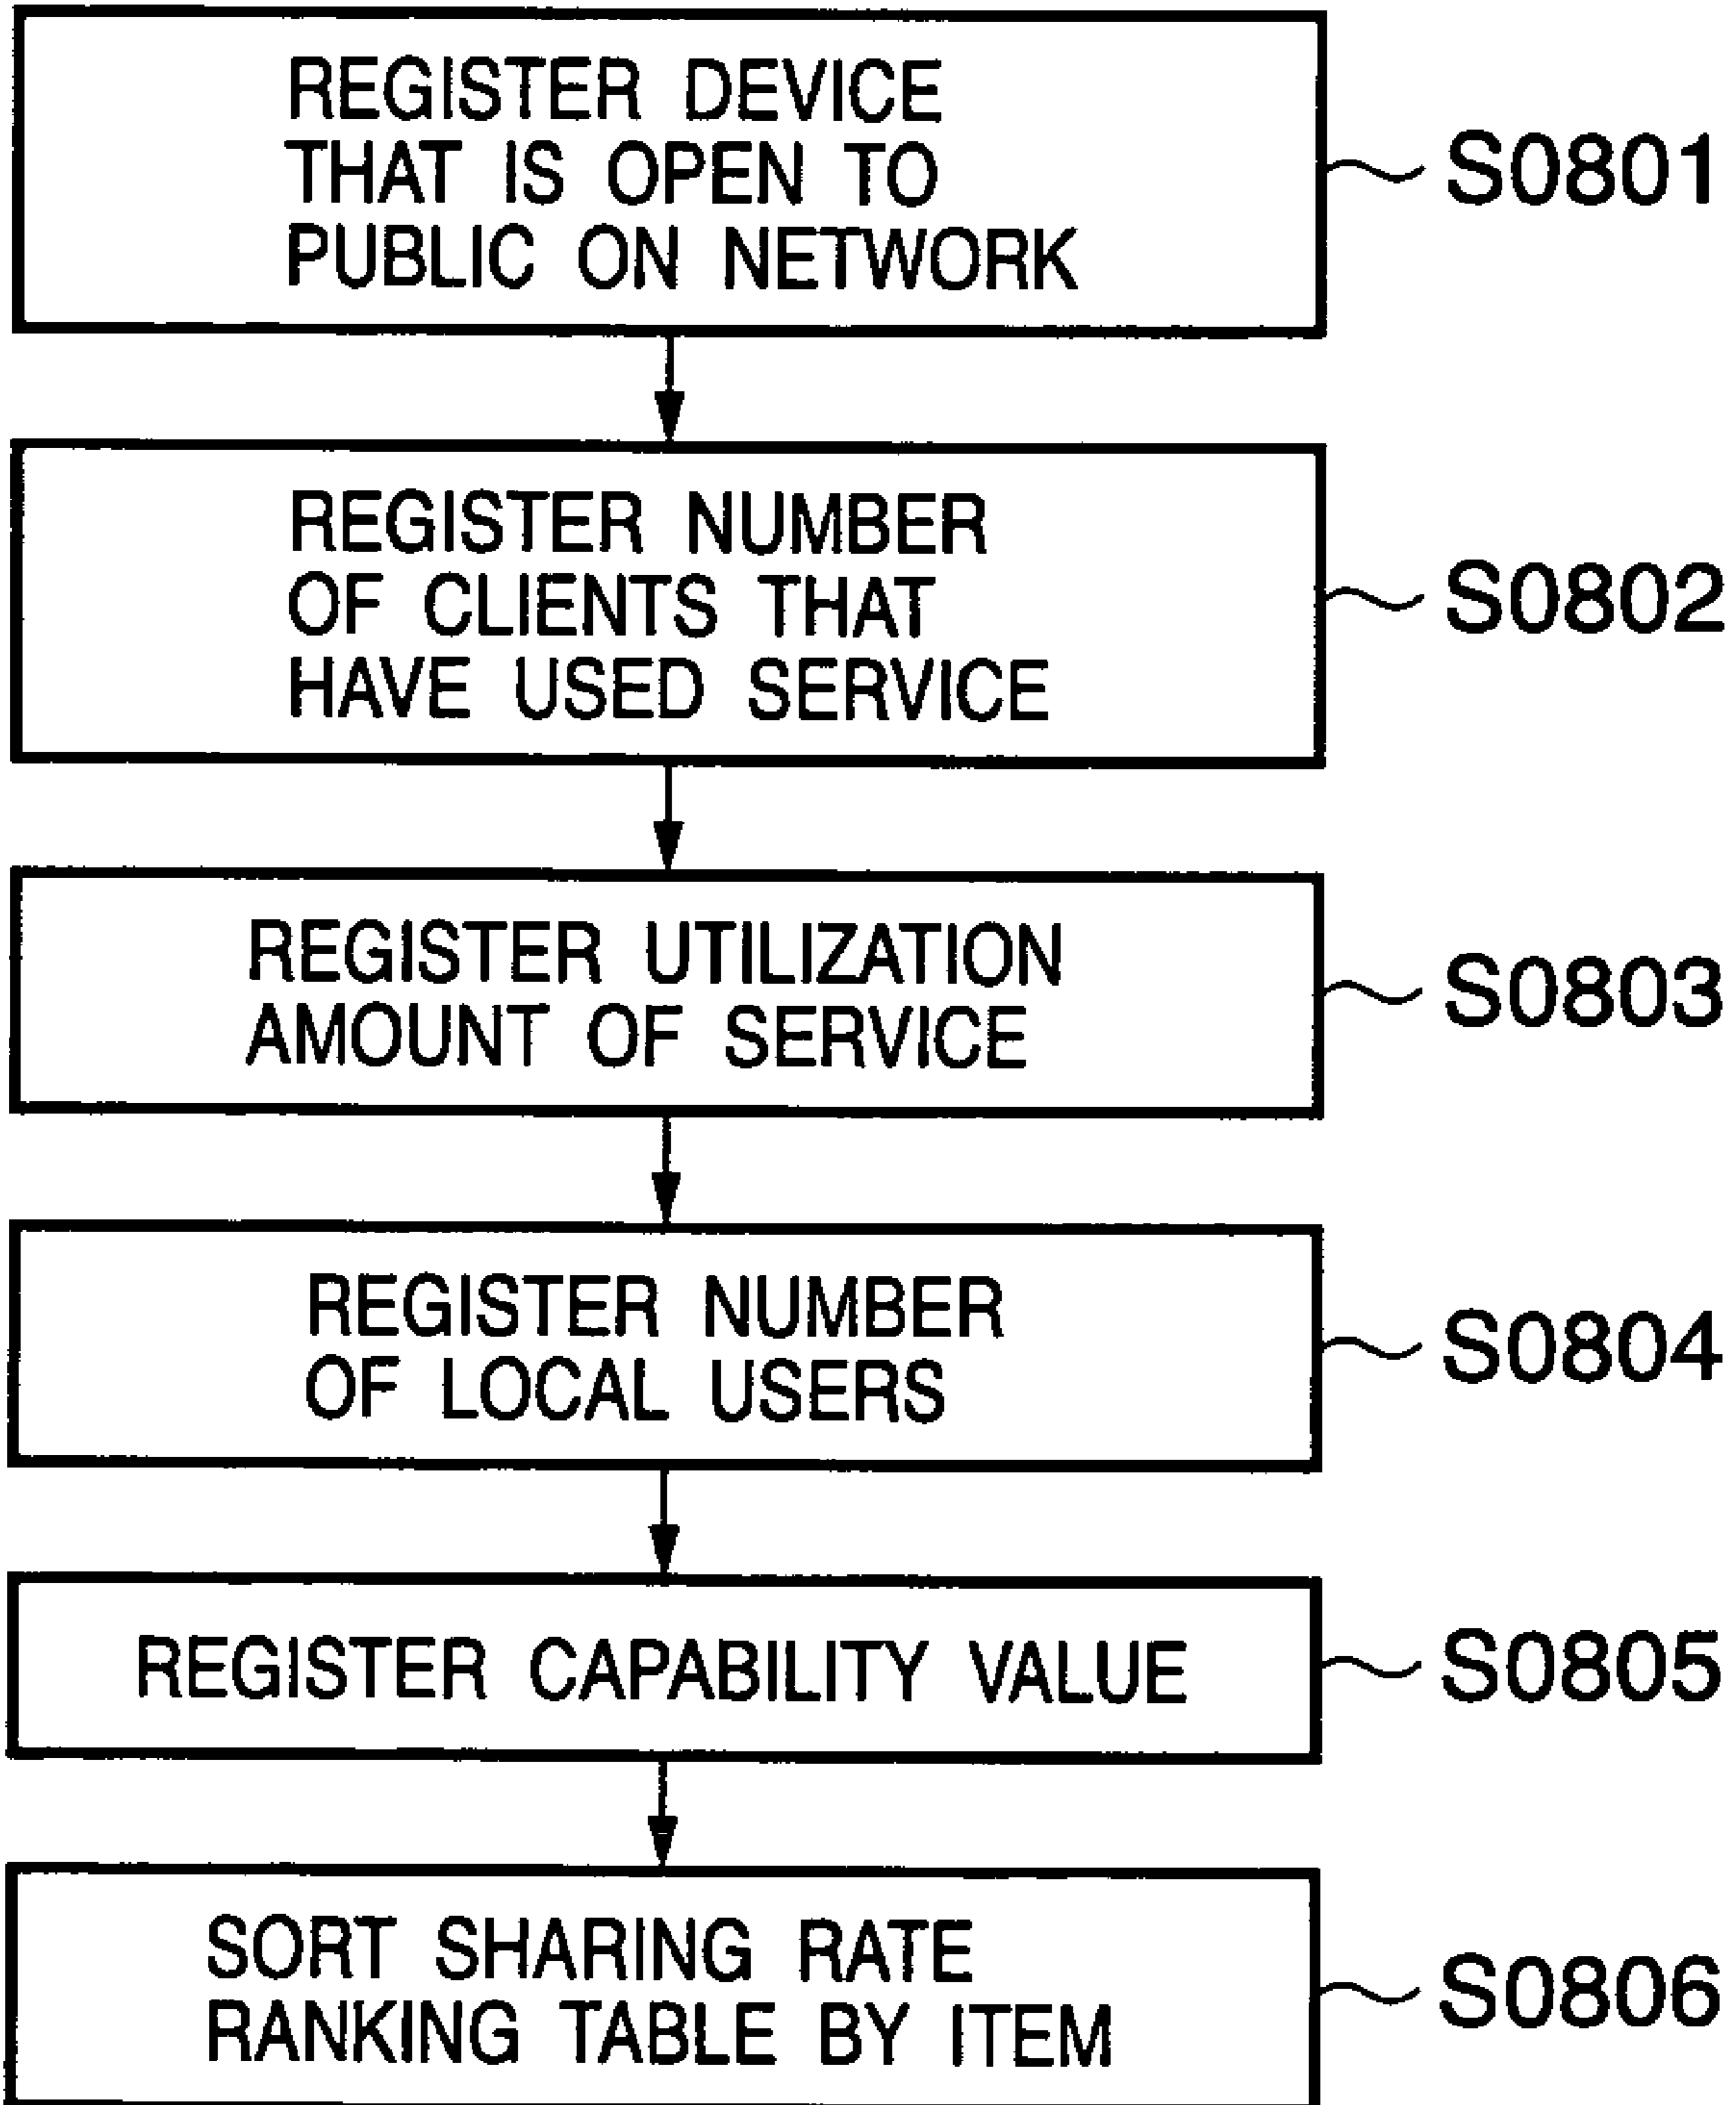 REGISTER DEVICE
THAT IS OPEN TO
PUBLIC ON NETWORK
S0801
REGISTER NUMBER
OF CLIENTS THAT
HAVE USED SERVICE
S0802
REGISTER UTILIZATION
AMOUNT OF SERVICE
S0803
REGISTER NUMBER
OF LOCAL USERS
S0804
REGISTER CAPABILITY VALUE
S0805
SORT SHARING RATE
RANKING TABLE BY ITEM
S0806